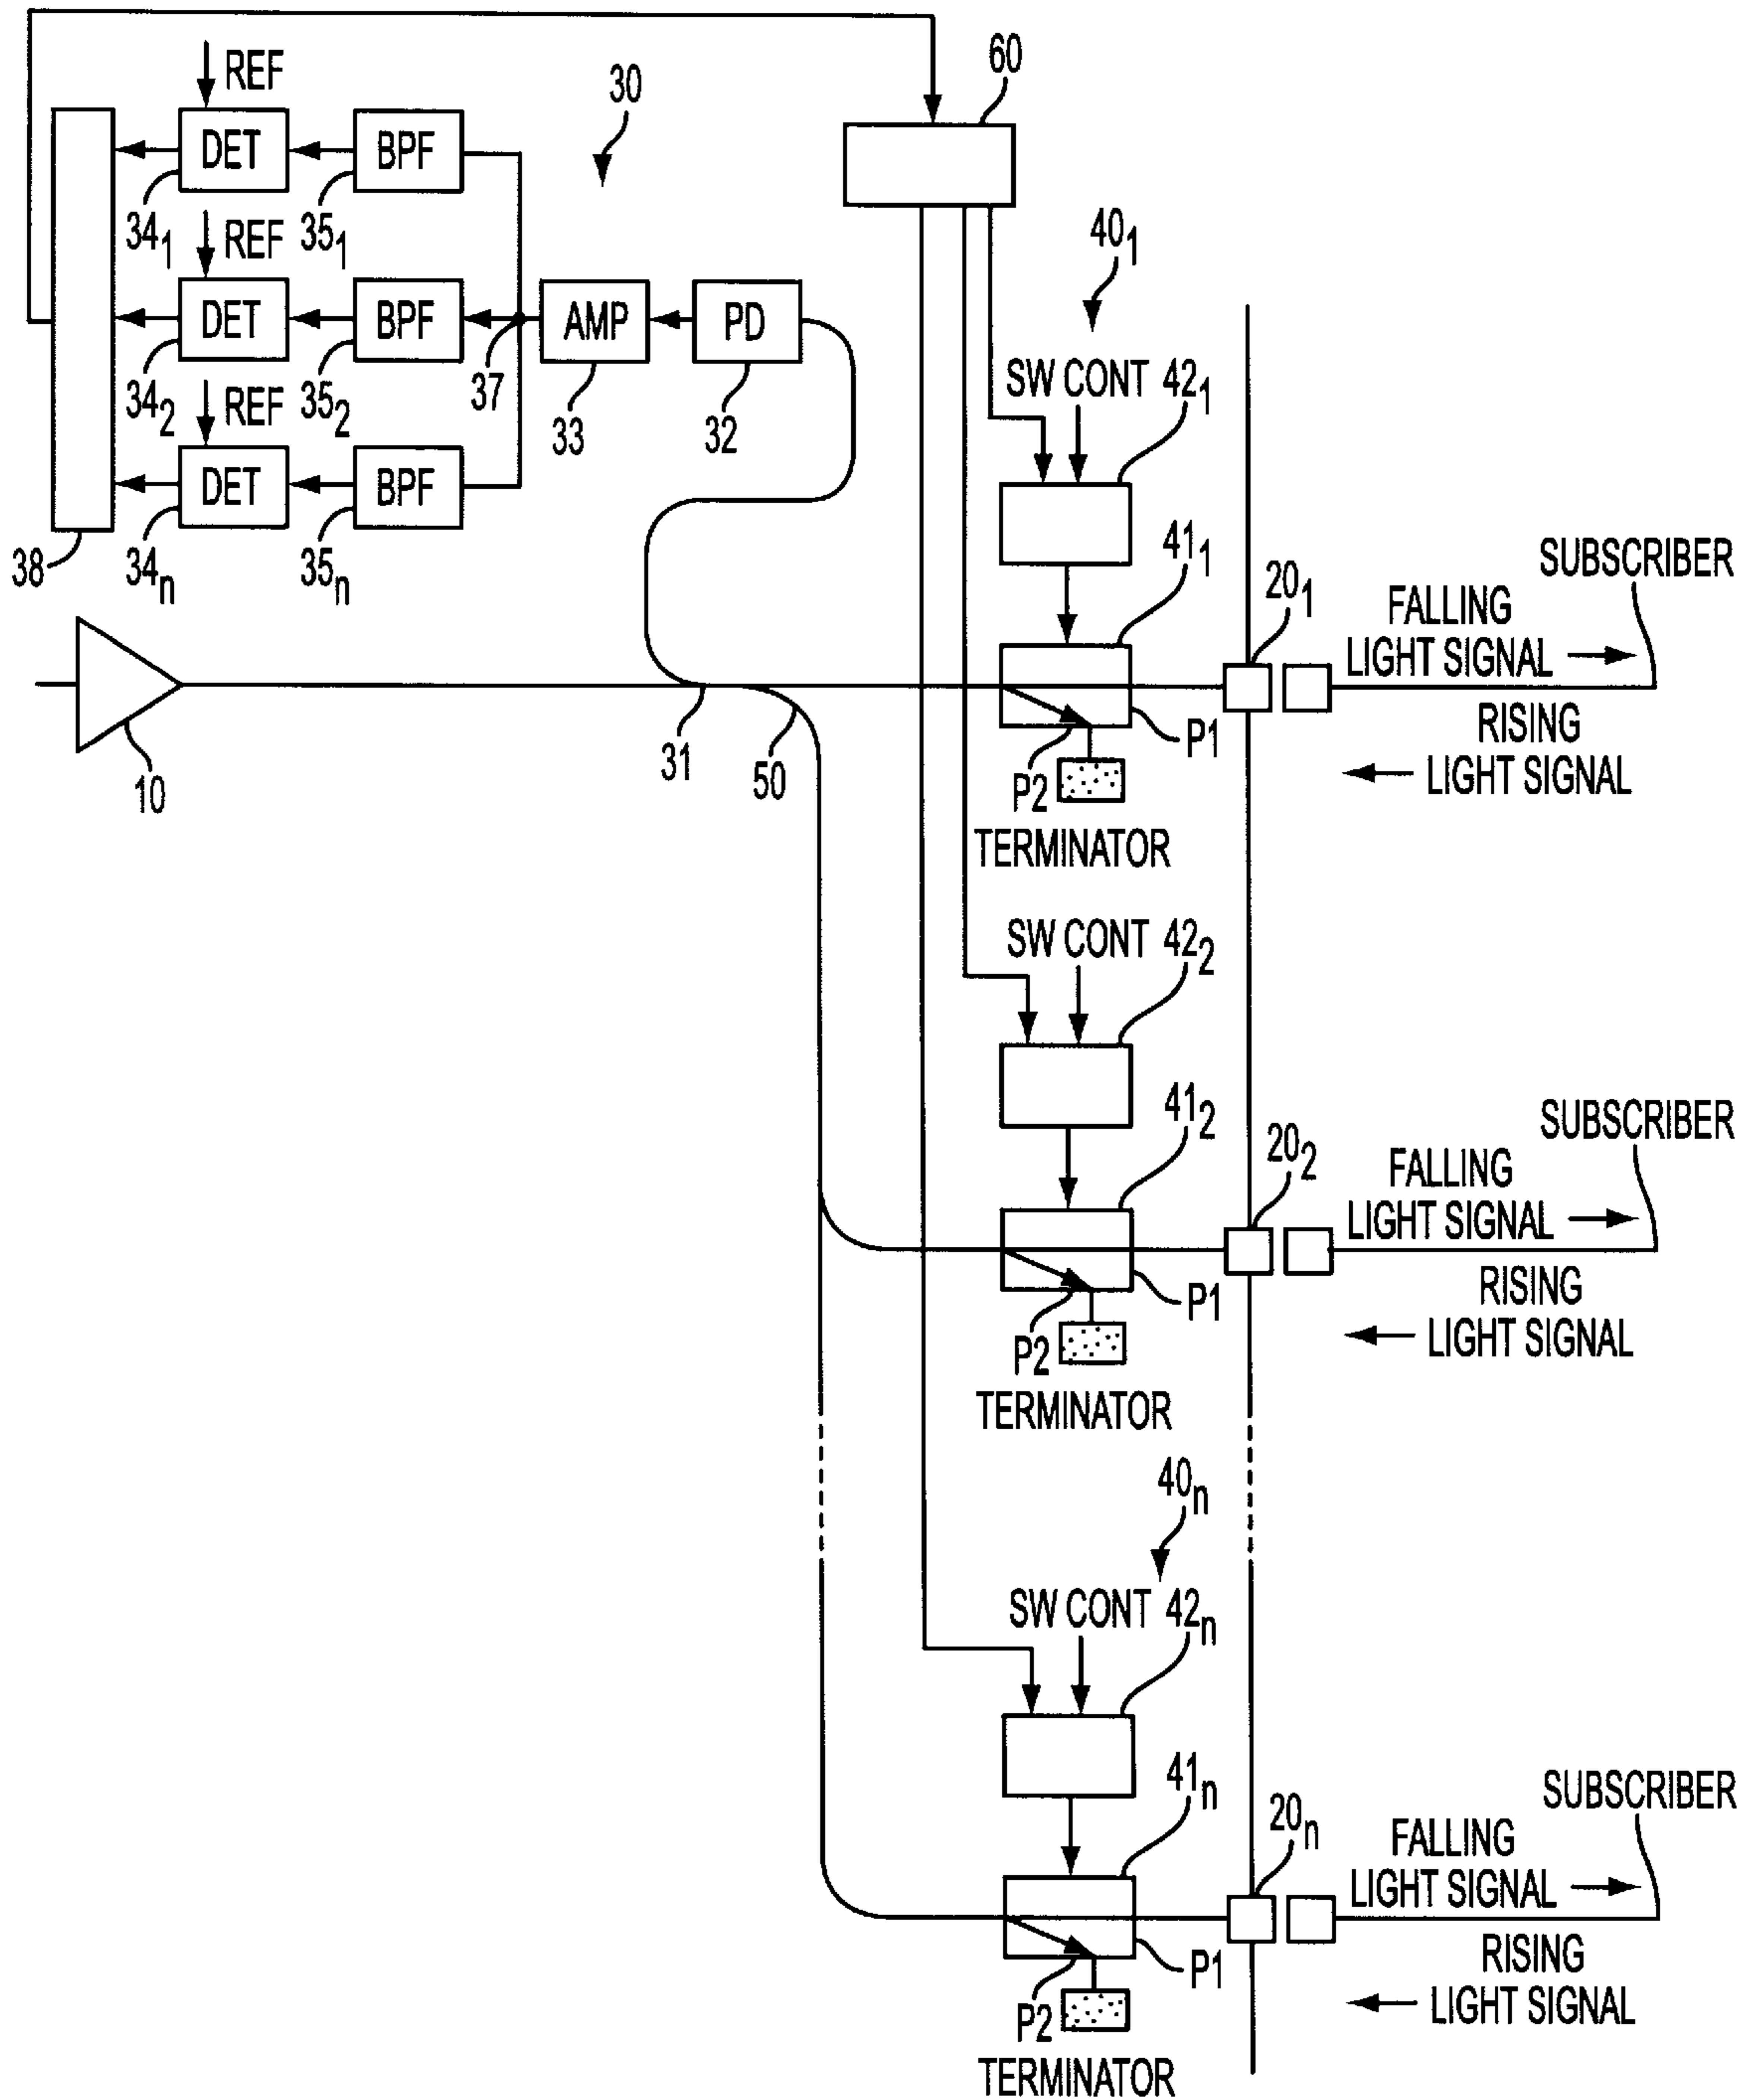 REF
60
30
DET
BPF
34₁
REF
35₁
40₁
DET
BPF
AMP
PD
SW CONT 42₁
34₂
REF
35₂
37
33
32
DET
BPF
38
34ₙ
35ₙ
41₁
20₁
SUBSCRIBER
FALLING
LIGHT SIGNAL
10
31
50
P2
P1
RISING
LIGHT SIGNAL
TERMINATOR
SW CONT 42₂
41₂
20₂
SUBSCRIBER
FALLING
LIGHT SIGNAL
P2
P1
RISING
LIGHT SIGNAL
TERMINATOR
40ₙ
SW CONT 42ₙ
41ₙ
20ₙ
SUBSCRIBER
FALLING
LIGHT SIGNAL
P2
P1
RISING
LIGHT SIGNAL
TERMINATOR